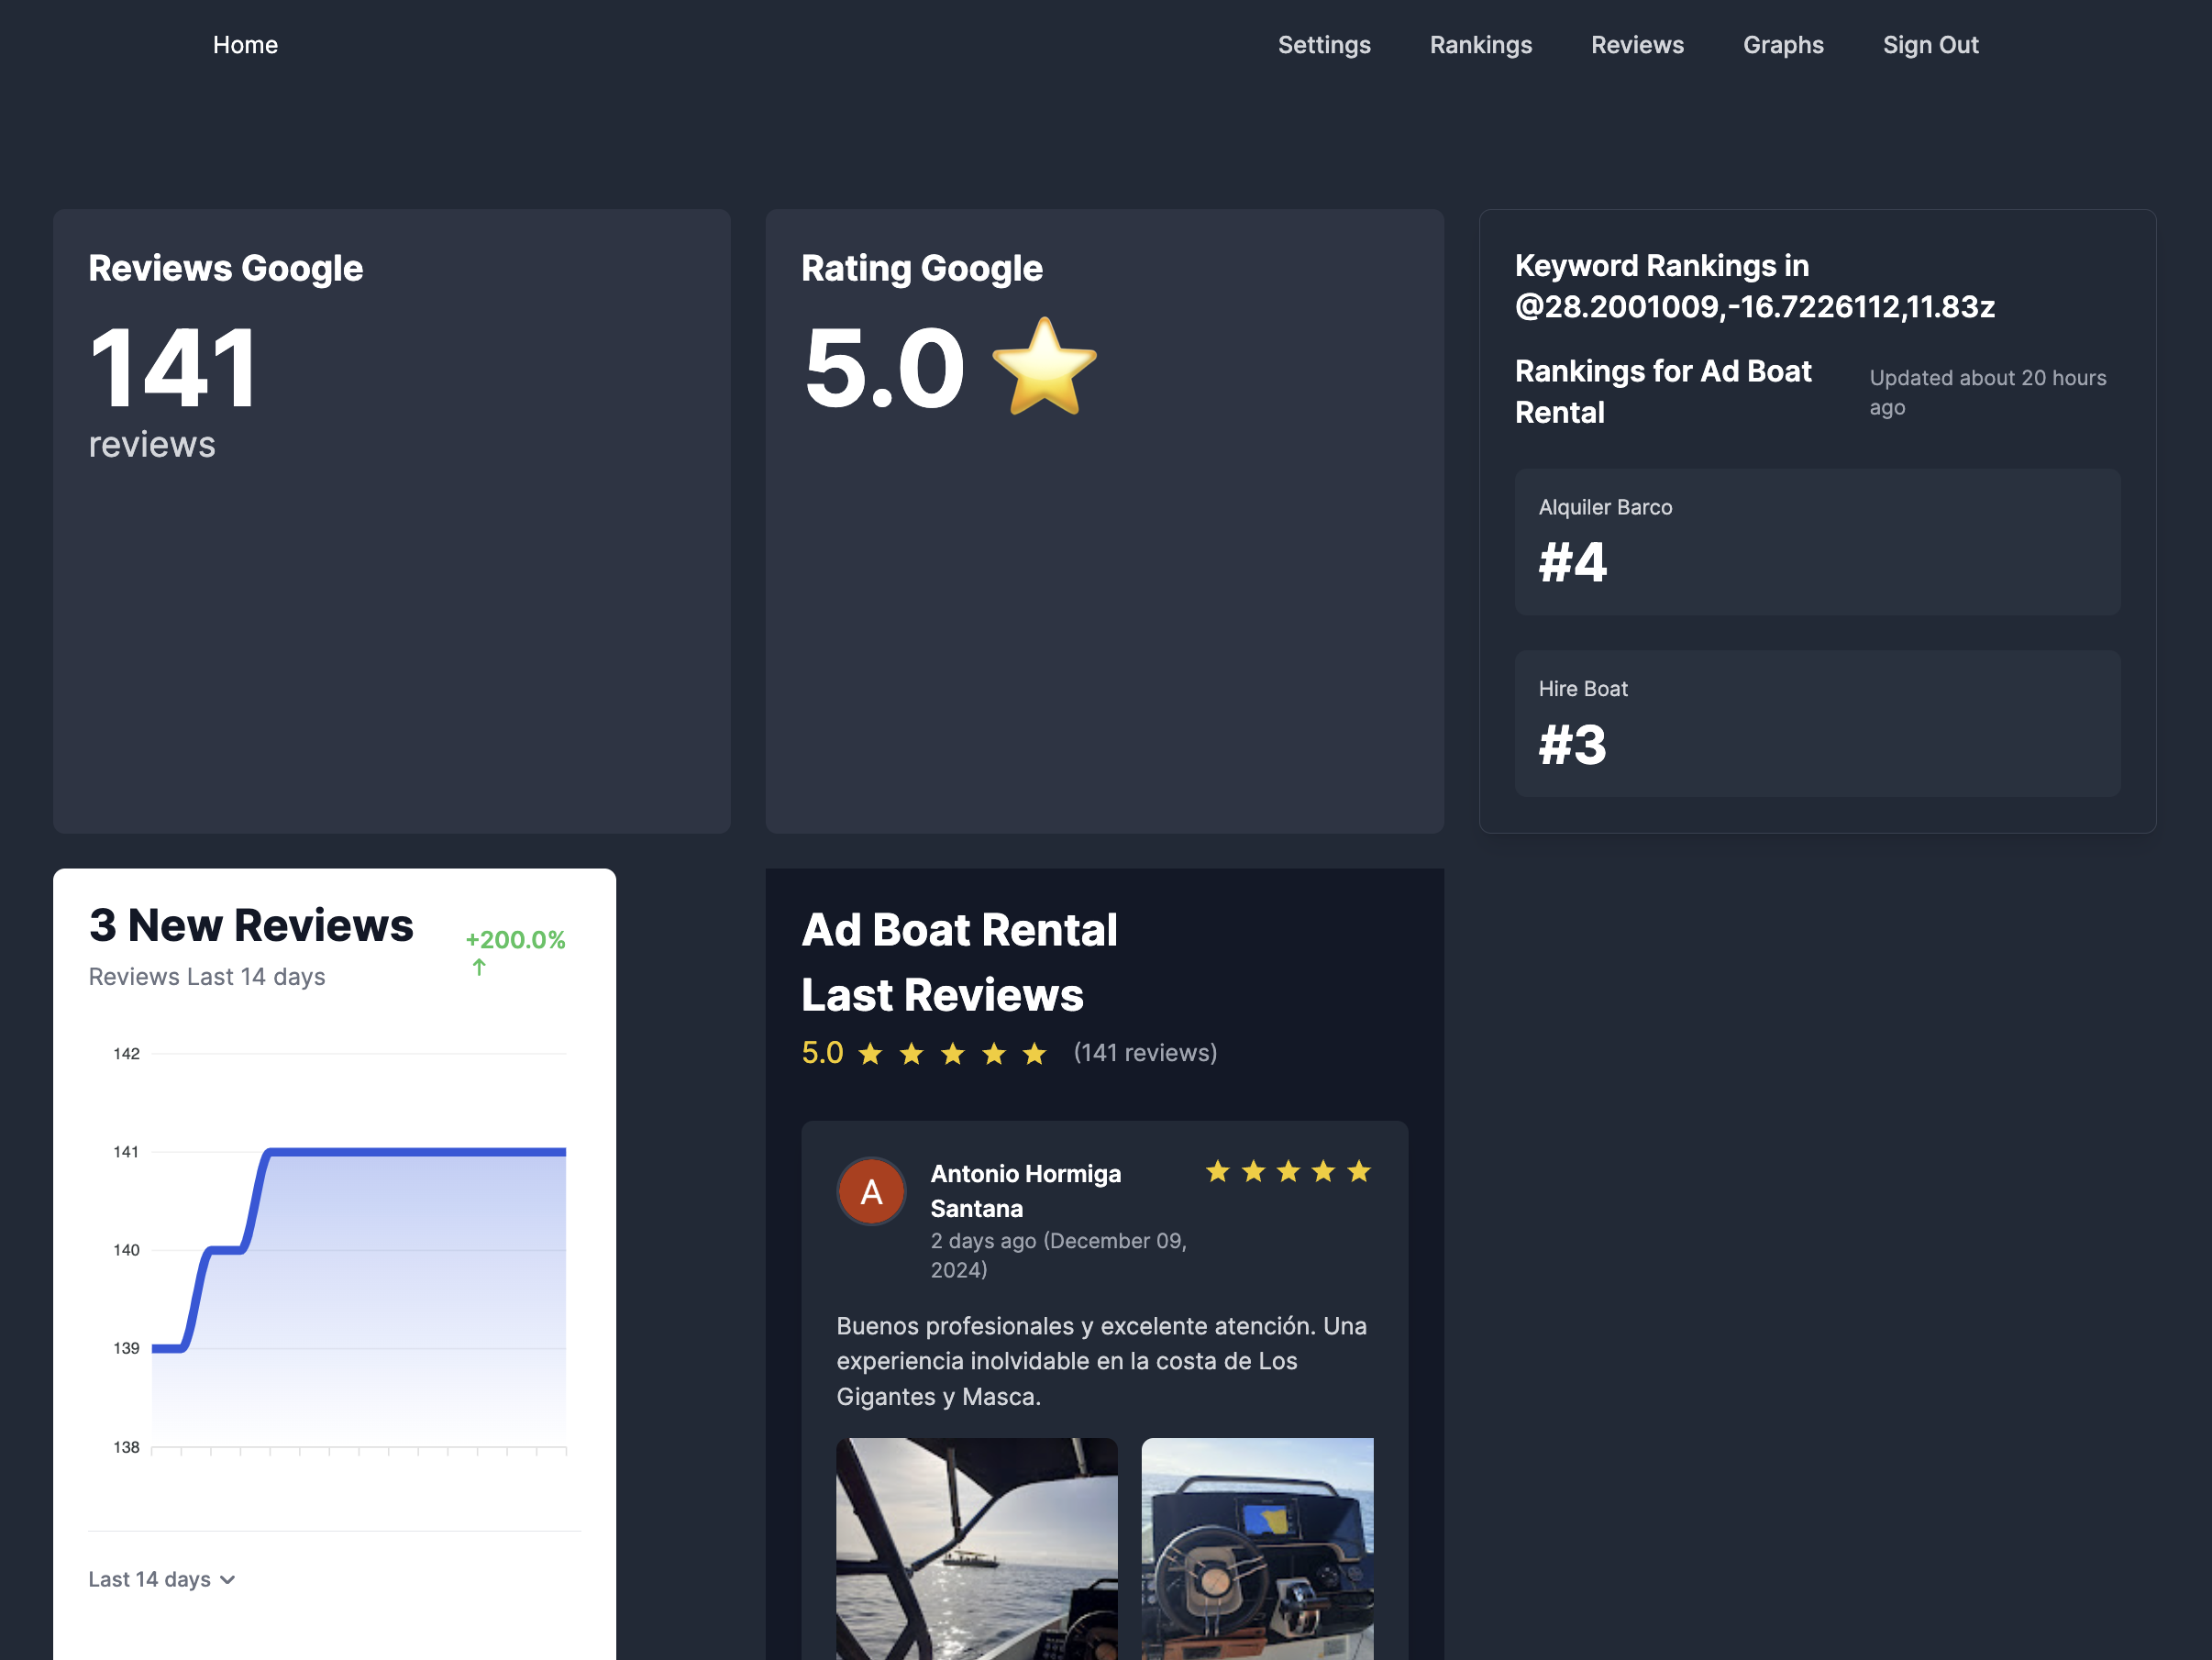 Home
Settings
Rankings
Reviews
Graphs
Sign Out
Reviews Google
141
reviews
Rating Google
5.0
Keyword Rankings in
@28.2001009,-16.7226112,11.83z
Rankings for Ad Boat
Rental
Updated about 20 hours
ago
Alquiler Barco
#4
Hire Boat
#3
3 New Reviews
Reviews Last 14 days
+200.0%
142
141
140
139
138
Last 14 days
Ad Boat Rental
Last Reviews
5.0
(141 reviews)
A
Antonio Hormiga
Santana
2 days ago (December 09,
2024)
Buenos profesionales y excelente atención. Una
experiencia inolvidable en la costa de Los
Gigantes y Masca.